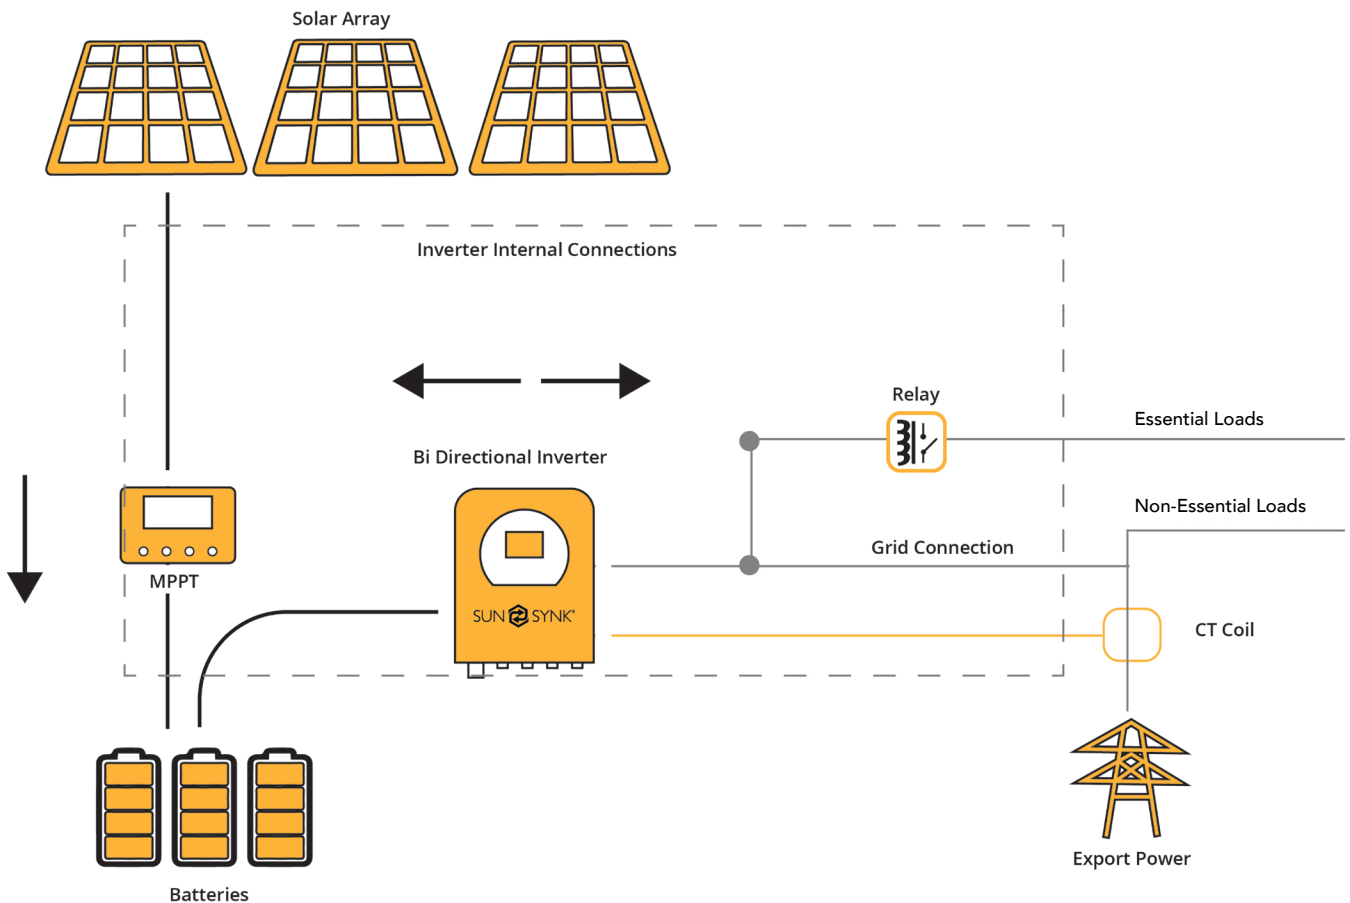 Solar Array
Inverter Internal Connections
Relay
Essential Loads
Bi Directional Inverter
Non-Essential Loads
Grid Connection
MPPT
SUN SYNK®
CT Coil
Export Power
Batteries